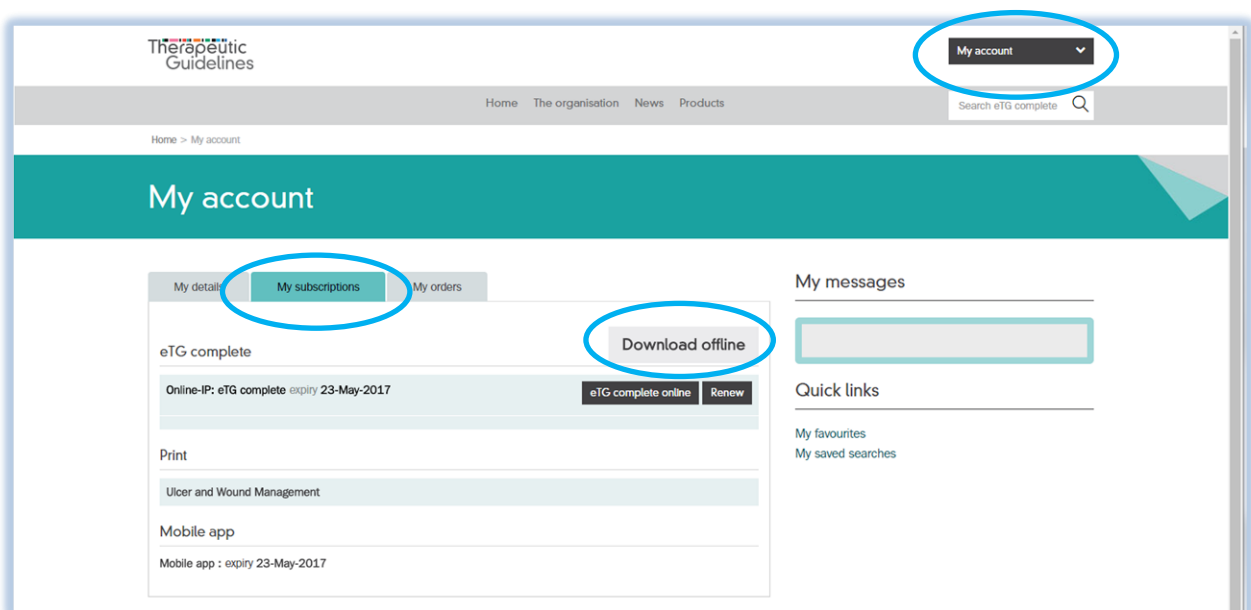 Therapeutic
Guidelines
My account
Home The organisation News Products
Search eTG complete
Home > My account
My account
My details My subscriptions My orders
My messages
Download offline
eTG complete
Online-IP: eTG complete expiry 23-May-2017
eTG complete online Renew
Quick links
My favourites
My saved searches
Print
Ulcer and Wound Management
Mobile app
Mobile app : expiry 23-May-2017